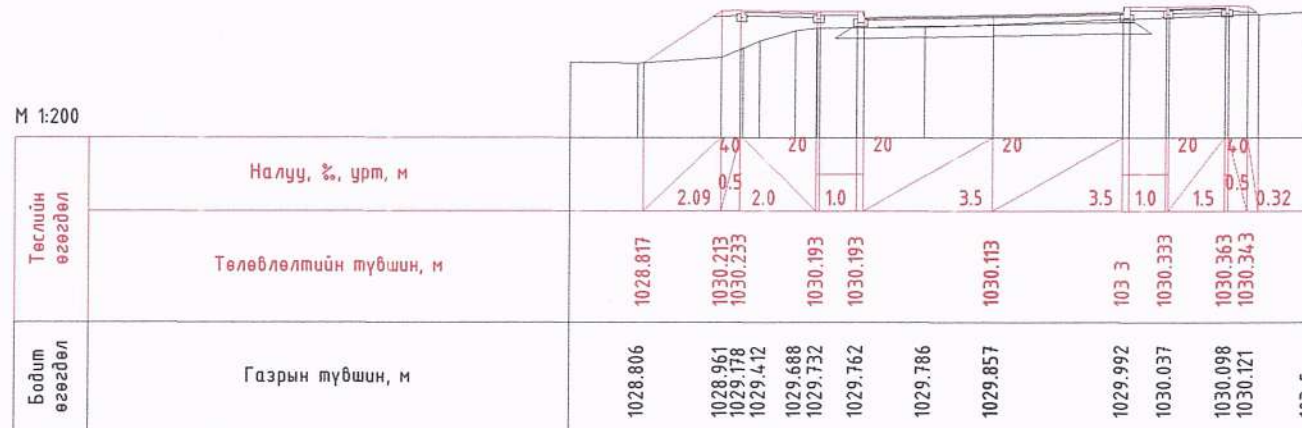 М 1:200
Төслийн өгөгдөл
Налуу, ‰, урт, м
40 20 20 20 20 40
2.09 0.5 2.0 1.0 3.5 3.5 1.0 1.5 0.5 0.32
Төлөвлөлтийн түвшин, м
1028.817 1030.213 1030.233 1030.193 1030.193 1030.113 1030.333 1030.363 1030.343
Бодит өгөгдөл
Газрын түвшин, м
1028.806 1028.961 1029.178 1029.412 1029.688 1029.732 1029.762 1029.786 1029.857 1029.992 1030.037 1030.098 1030.121